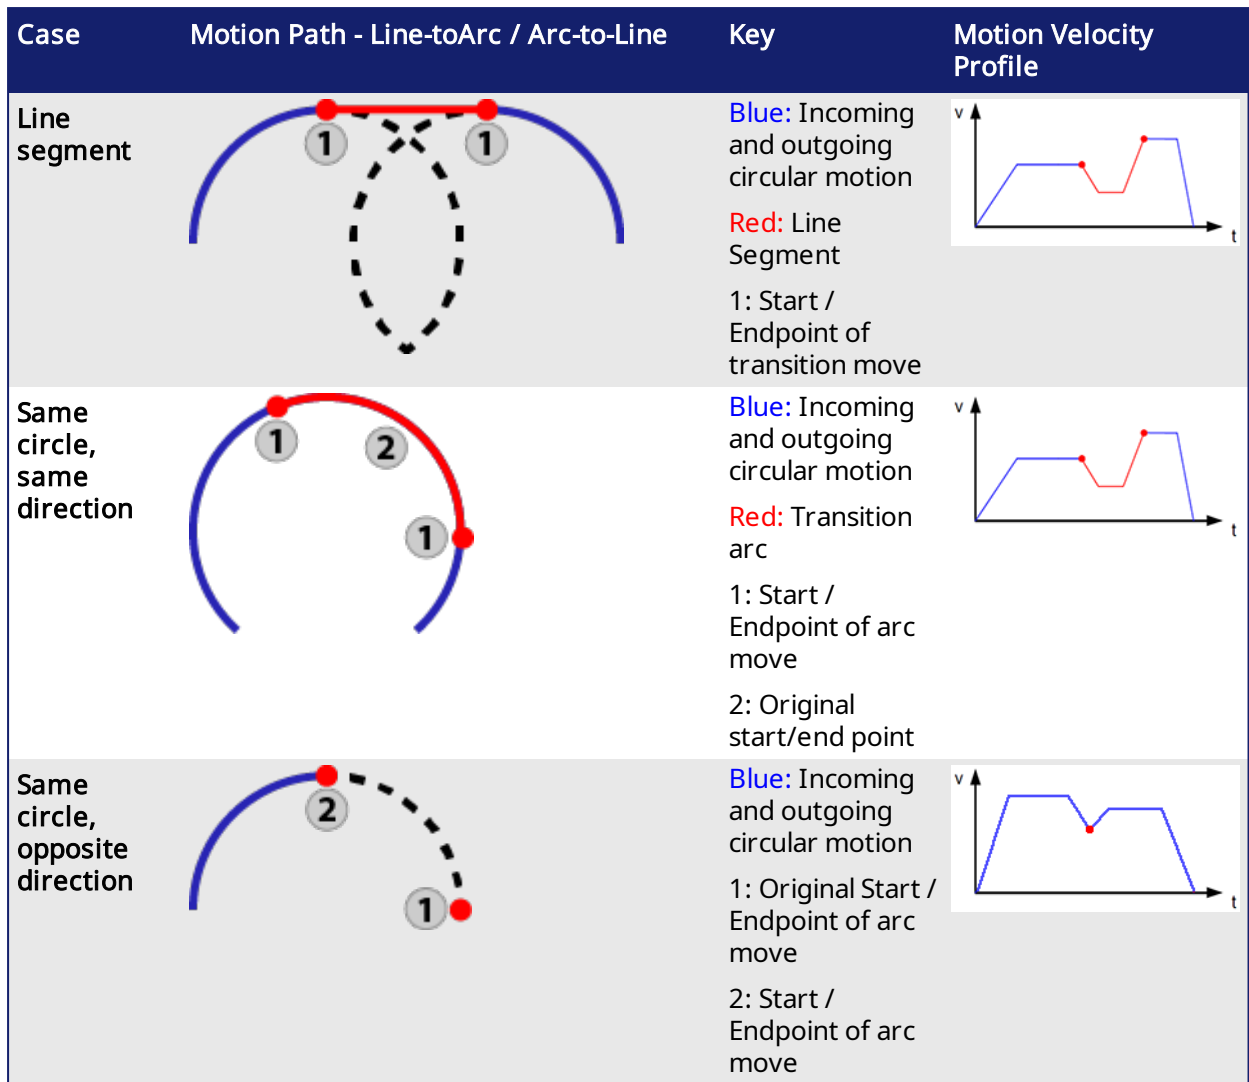 Case
Motion Path - Line-toArc / Arc-to-Line
Key
Motion Velocity
Profile
Line
segment
1
1
Blue: Incoming
and outgoing
circular motion
Red: Line
Segment
1: Start /
Endpoint of
transition move
v
t
Same
circle,
same
direction
1
2
1
Blue: Incoming
and outgoing
circular motion
Red: Transition
arc
1: Start /
Endpoint of arc
move
2: Original
start/end point
v
t
Same
circle,
opposite
direction
2
1
Blue: Incoming
and outgoing
circular motion
1: Original Start /
Endpoint of arc
move
2: Start /
Endpoint of arc
move
v
t